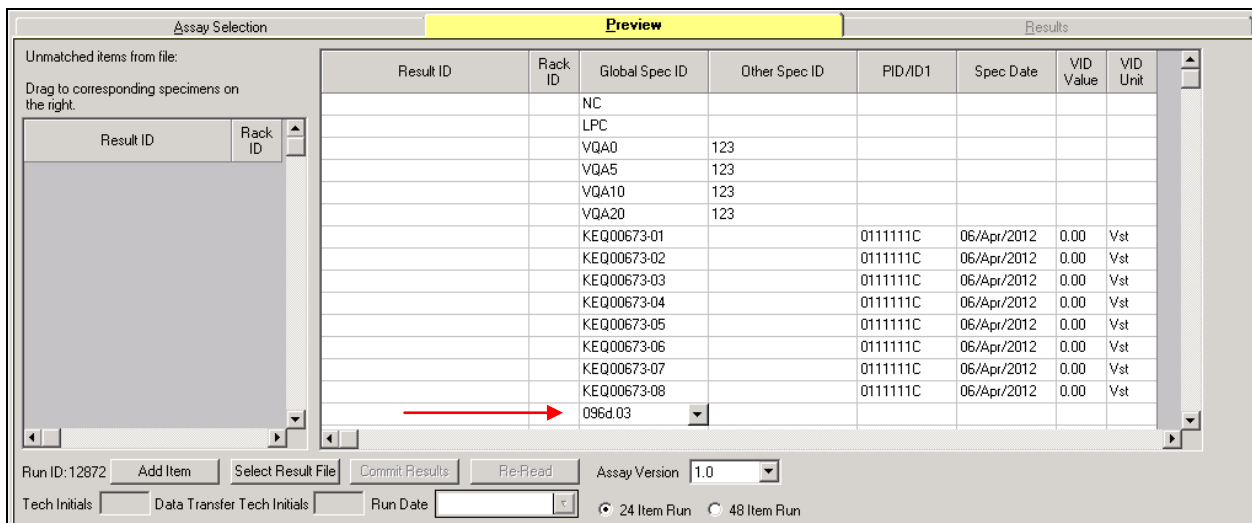 Assay Selection Preview Results
Unmatched items from file:
Drag to corresponding specimens on
the right.
Result ID Rack ID
Result ID Rack ID Global Spec ID Other Spec ID PID/ID1 Spec Date VID Value VID Unit
NC
LPC
VQA0 123
VQA5 123
VQA10 123
VQA20 123
KEQ00673-01 0111111C 06/Apr/2012 0.00 Vst
KEQ00673-02 0111111C 06/Apr/2012 0.00 Vst
KEQ00673-03 0111111C 06/Apr/2012 0.00 Vst
KEQ00673-04 0111111C 06/Apr/2012 0.00 Vst
KEQ00673-05 0111111C 06/Apr/2012 0.00 Vst
KEQ00673-06 0111111C 06/Apr/2012 0.00 Vst
KEQ00673-07 0111111C 06/Apr/2012 0.00 Vst
KEQ00673-08 0111111C 06/Apr/2012 0.00 Vst
096d.03
Run ID: 12872 Add Item Select Result File Commit Results Re-Read Assay Version 1.0
Tech Initials Data Transfer Tech Initials Run Date 24 Item Run 48 Item Run